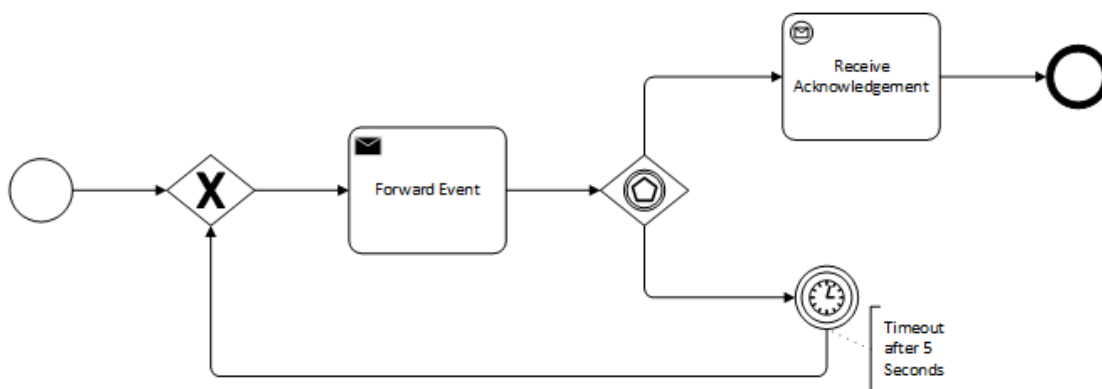 Receive
Acknowledgement
X
Forward Event
Timeout
after 5
Seconds